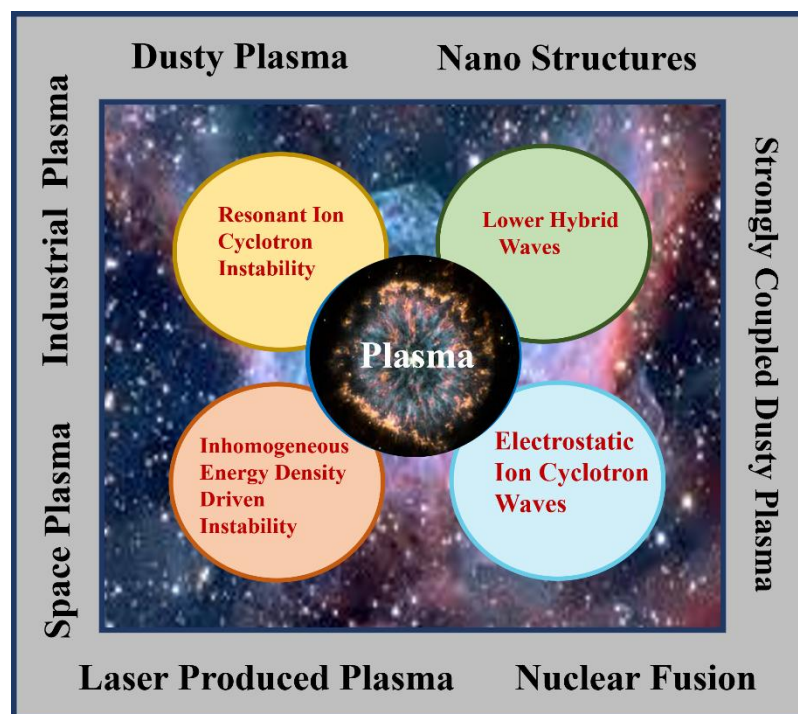 Dusty Plasma
Nano Structures
Industrial Plasma
Space Plasma
Strongly Coupled Dusty Plasma
Resonant Ion
Cyclotron
Instability
Lower Hybrid
Waves
Plasma
Inhomogeneous
Energy Density
Driven
Instability
Electrostatic
Ion Cyclotron
Waves
Laser Produced Plasma
Nuclear Fusion